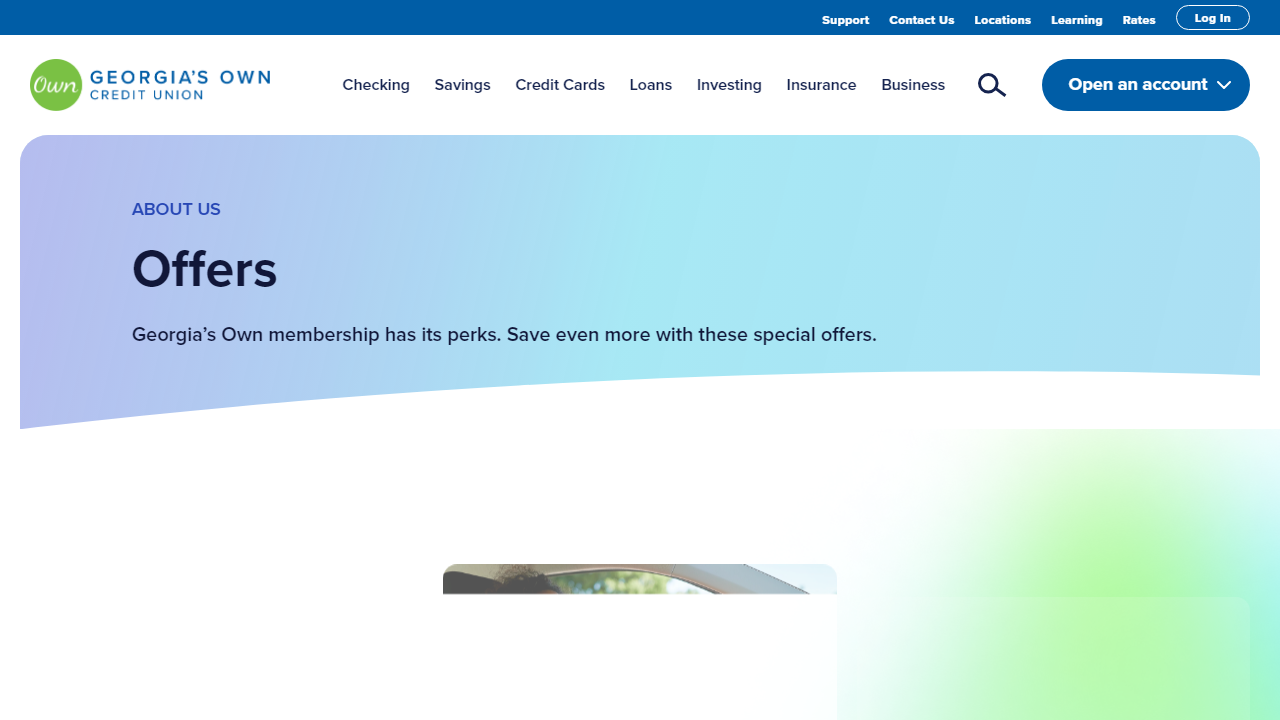 Support Contact Us Locations Learning Rates Log In
Own GEORGIA'S OWN
CREDIT UNION
Checking Savings Credit Cards Loans Investing Insurance Business
Open an account
ABOUT US
Offers
Georgia’s Own membership has its perks. Save even more with these special offers.